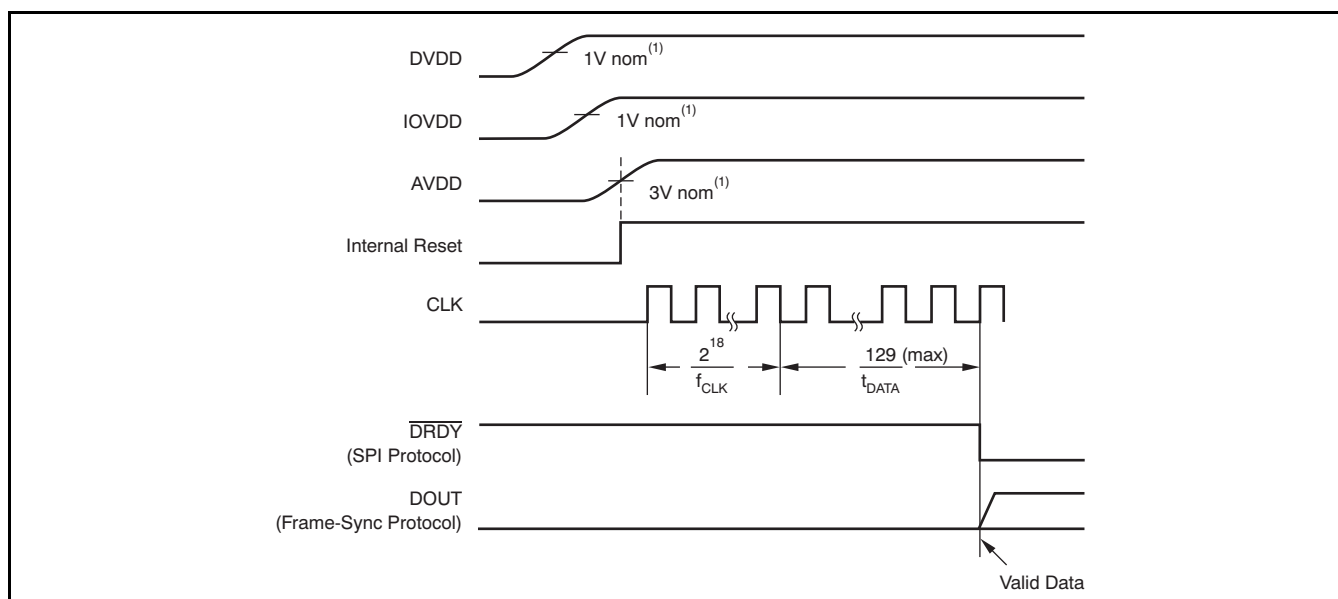 DVDD
1V nom(1)
IOVDD
1V nom(1)
AVDD
3V nom(1)
Internal Reset
CLK
2^18
f_CLK
129 (max)
t_DATA
DRDY
(SPI Protocol)
DOUT
(Frame-Sync Protocol)
Valid Data